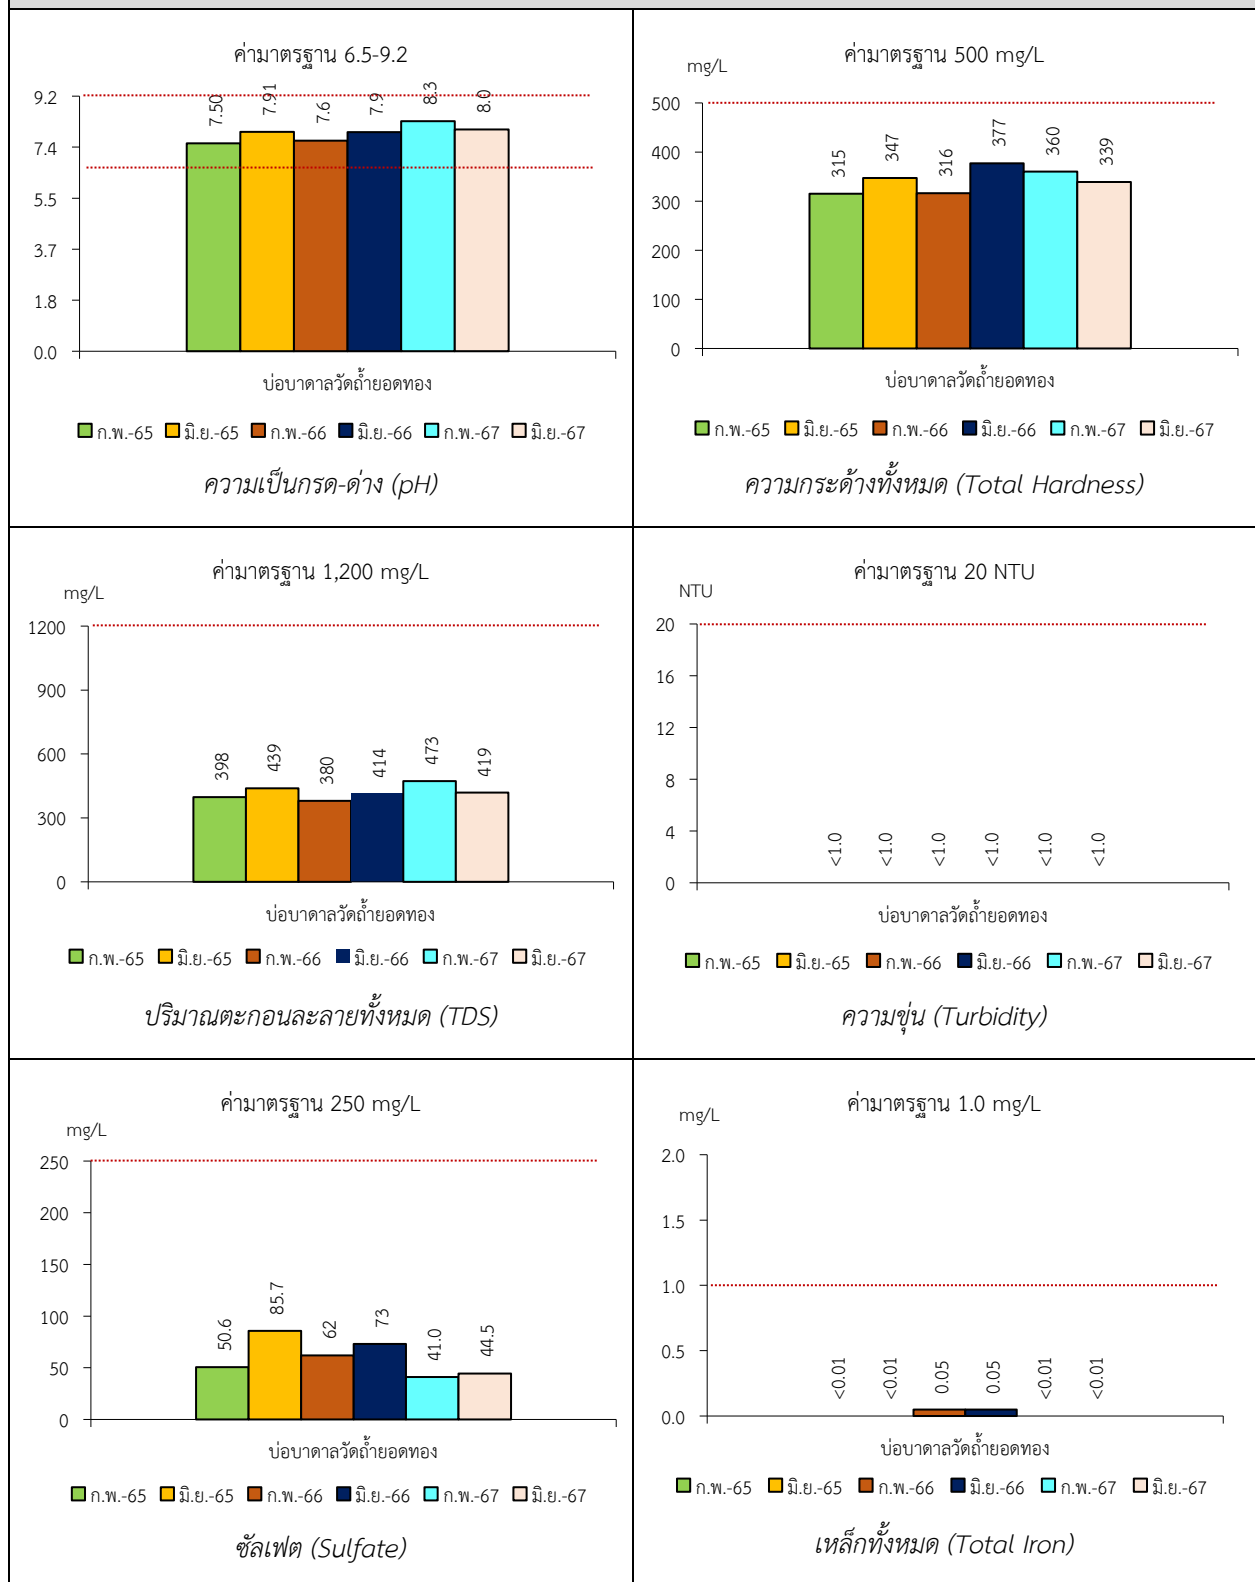 ค่ามาตรฐาน 6.5-9.2
9.2
7.4
5.5
3.7
1.8
0.0
7.50
7.91
7.6
7.9
8.3
8.0
บ่อบาดาลวัดถ้ำยอดทอง
ก.พ.-65 มิ.ย.-65 ก.พ.-66 มิ.ย.-66 ก.พ.-67 มิ.ย.-67
ความเป็นกรด-ด่าง (pH)
ค่ามาตรฐาน 500 mg/L
mg/L
500
400
300
200
100
0
315
347
316
377
360
339
บ่อบาดาลวัดถ้ำยอดทอง
ก.พ.-65 มิ.ย.-65 ก.พ.-66 มิ.ย.-66 ก.พ.-67 มิ.ย.-67
ความกระด้างทั้งหมด (Total Hardness)
ค่ามาตรฐาน 1,200 mg/L
mg/L
1200
900
600
300
0
398
439
380
414
473
419
บ่อบาดาลวัดถ้ำยอดทอง
ก.พ.-65 มิ.ย.-65 ก.พ.-66 มิ.ย.-66 ก.พ.-67 มิ.ย.-67
ปริมาณตะกอนละลายทั้งหมด (TDS)
ค่ามาตรฐาน 20 NTU
NTU
20
16
12
8
4
0
<1.0
<1.0
<1.0
<1.0
<1.0
<1.0
บ่อบาดาลวัดถ้ำยอดทอง
ก.พ.-65 มิ.ย.-65 ก.พ.-66 มิ.ย.-66 ก.พ.-67 มิ.ย.-67
ความขุ่น (Turbidity)
ค่ามาตรฐาน 250 mg/L
mg/L
250
200
150
100
50
0
50.6
85.7
62
73
41.0
44.5
บ่อบาดาลวัดถ้ำยอดทอง
ก.พ.-65 มิ.ย.-65 ก.พ.-66 มิ.ย.-66 ก.พ.-67 มิ.ย.-67
ซัลเฟต (Sulfate)
ค่ามาตรฐาน 1.0 mg/L
mg/L
2.0
1.5
1.0
0.5
0.0
<0.01
<0.01
0.05
0.05
<0.01
<0.01
บ่อบาดาลวัดถ้ำยอดทอง
ก.พ.-65 มิ.ย.-65 ก.พ.-66 มิ.ย.-66 ก.พ.-67 มิ.ย.-67
เหล็กทั้งหมด (Total Iron)